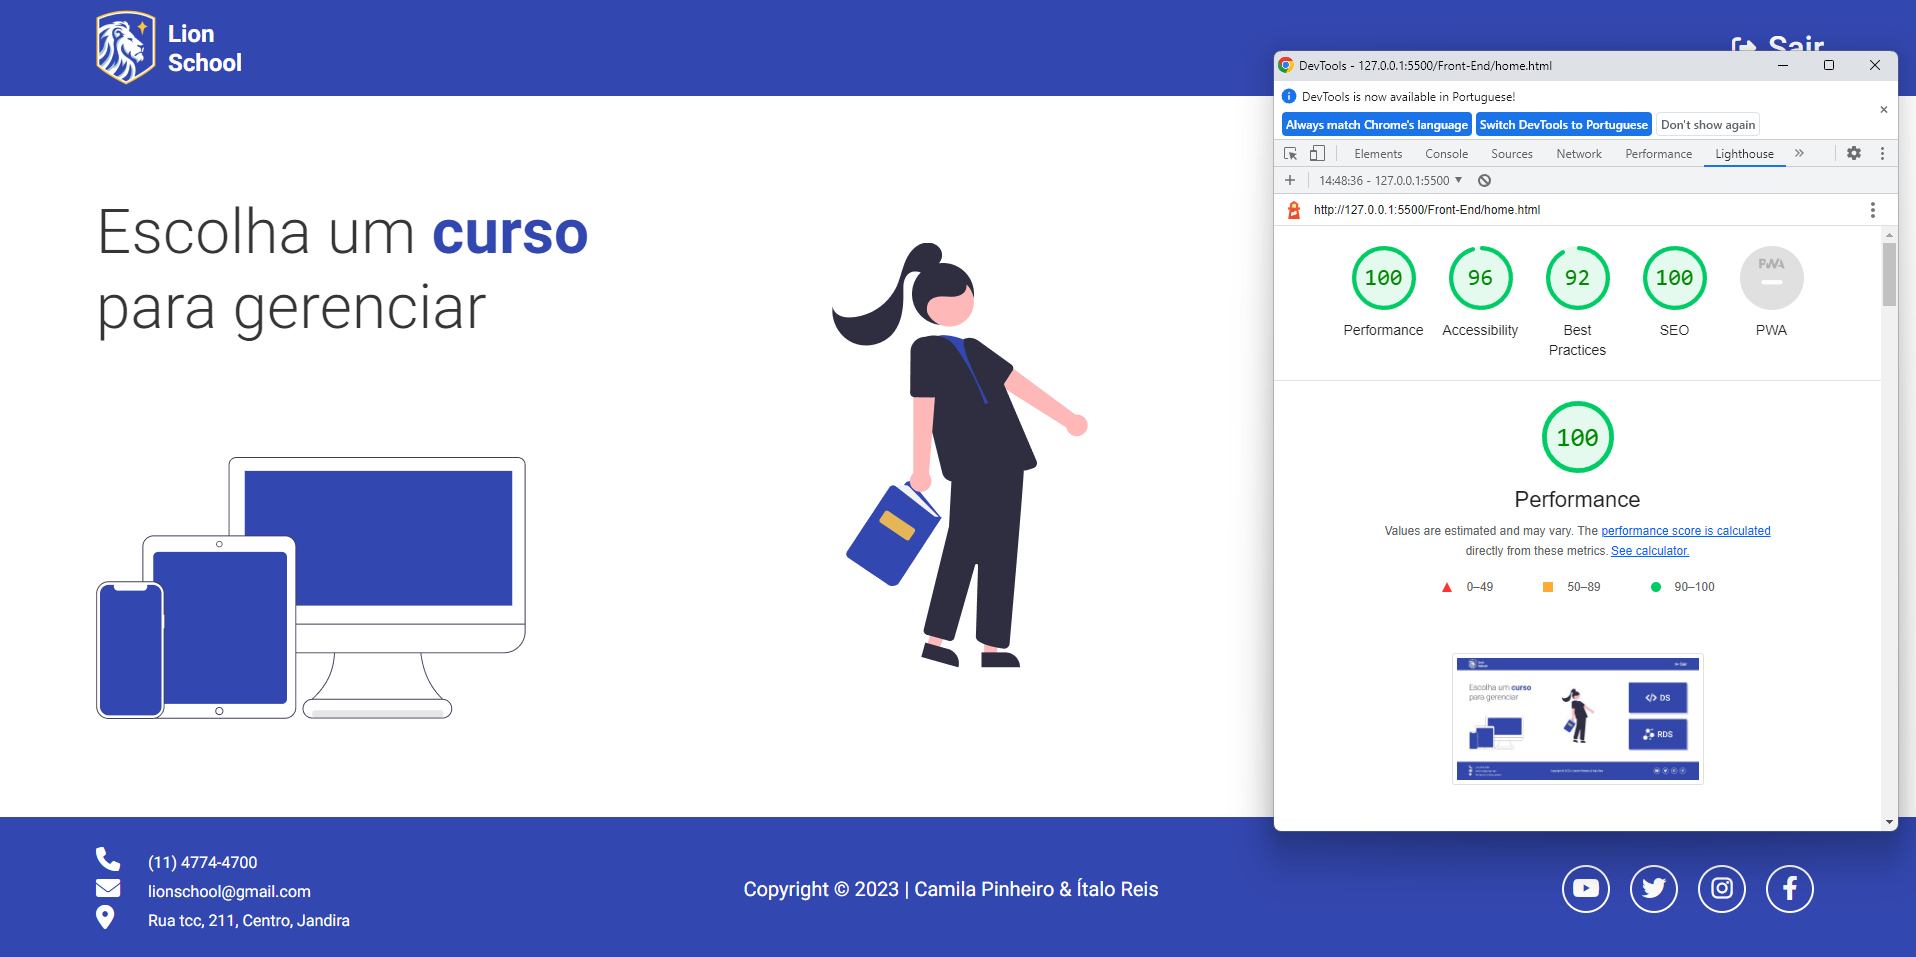 Lion
School
Sair
Escolha um curso
para gerenciar
DevTools - 127.0.0.1:5500/Front-End/home.html
DevTools is now available in Portuguese!
Always match Chrome's language
Switch DevTools to Portuguese
Don't show again
Elements
Console
Sources
Network
Performance
Lighthouse
14:48:36 - 127.0.0.1:5500
http://127.0.0.1:5500/Front-End/home.html
100
96
92
100
PWA
Performance
Accessibility
Best
Practices
SEO
PWA
100
Performance
Values are estimated and may vary. The performance score is calculated
directly from these metrics. See calculator.
0–49
50–89
90–100
Escolha um curso
para gerenciar
</> DS
RDS
(11) 4774-4700
lionschool@gmail.com
Rua tcc, 211, Centro, Jandira
Copyright © 2023 | Camila Pinheiro & Ítalo Reis